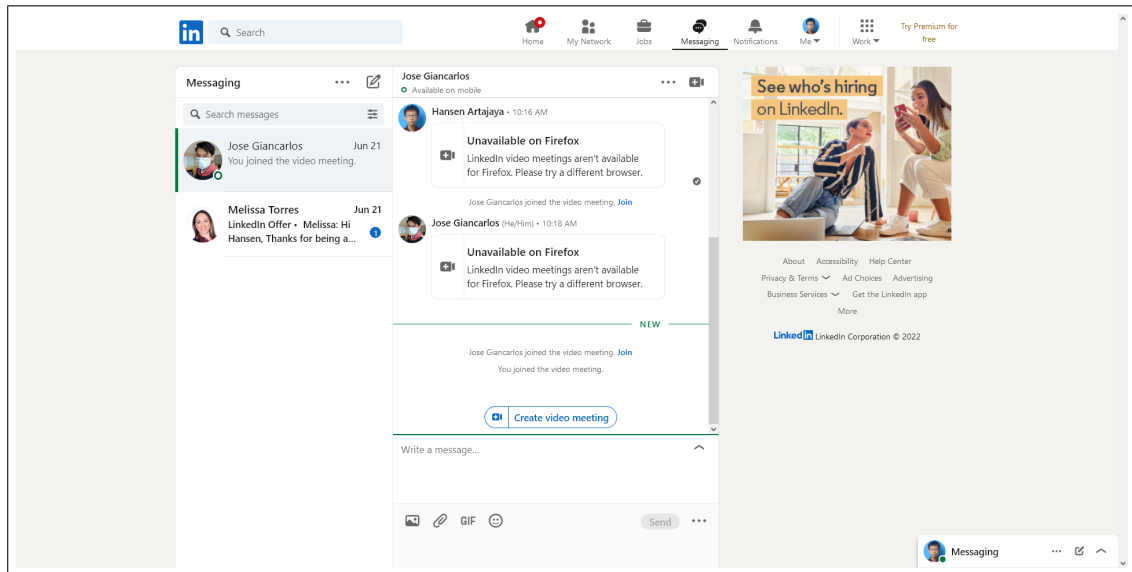 in
Search
Home
My Network
Jobs
Messaging
Notifications
Me
Work
Try Premium for
free
Messaging
Search messages
Jose Giancarlos
Jun 21
You joined the video meeting.
Melissa Torres
Jun 21
LinkedIn Offer • Melissa: Hi
Hansen, Thanks for being a...
1
Jose Giancarlos
Available on mobile
Hansen Artajaya • 10:16 AM
Unavailable on Firefox
LinkedIn video meetings aren't available
for Firefox. Please try a different browser.
Jose Giancarlos joined the video meeting. Join
Jose Giancarlos (He/Him) • 10:18 AM
Unavailable on Firefox
LinkedIn video meetings aren't available
for Firefox. Please try a different browser.
NEW
Jose Giancarlos joined the video meeting. Join
You joined the video meeting.
Create video meeting
Write a message...
GIF
Send
See who's hiring
on LinkedIn.
About Accessibility Help Center
Privacy & Terms Ad Choices Advertising
Business Services Get the LinkedIn app
More
LinkedIn LinkedIn Corporation © 2022
Messaging